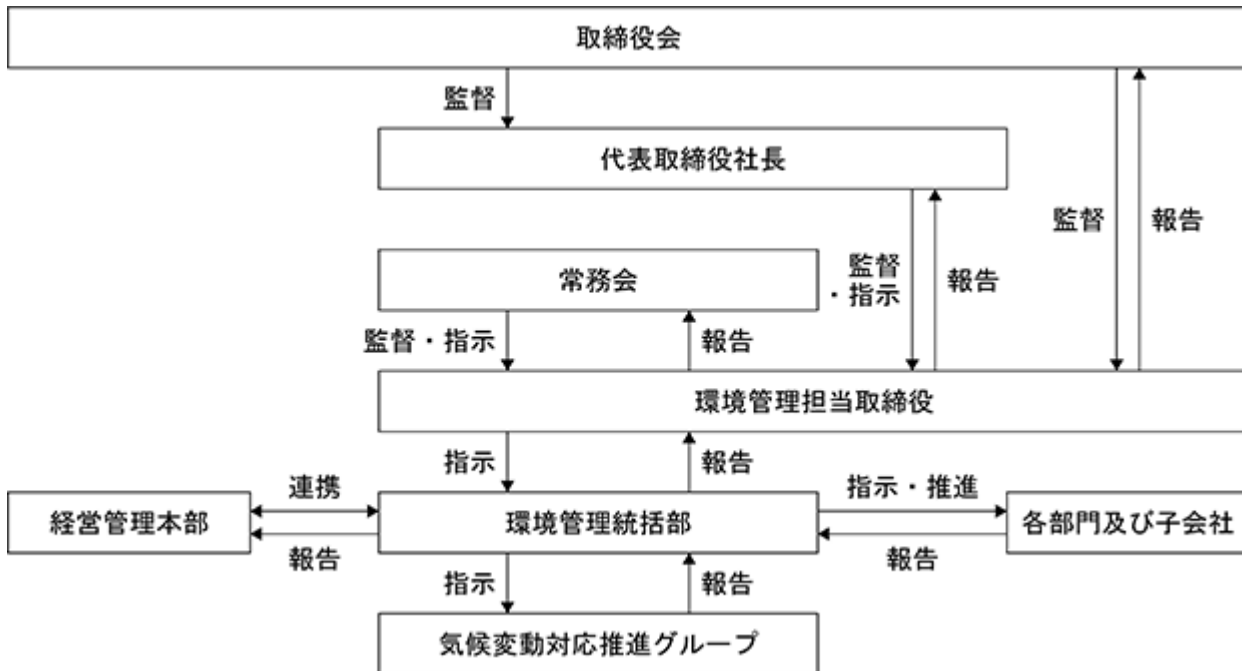 取締役会
監督
代表取締役社長
監督
報告
常務会
監督
・指示
報告
監督・指示
報告
環境管理担当取締役
指示
報告
連携
指示・推進
経営管理本部
環境管理統括部
各部門及び子会社
報告
報告
指示
報告
気候変動対応推進グループ